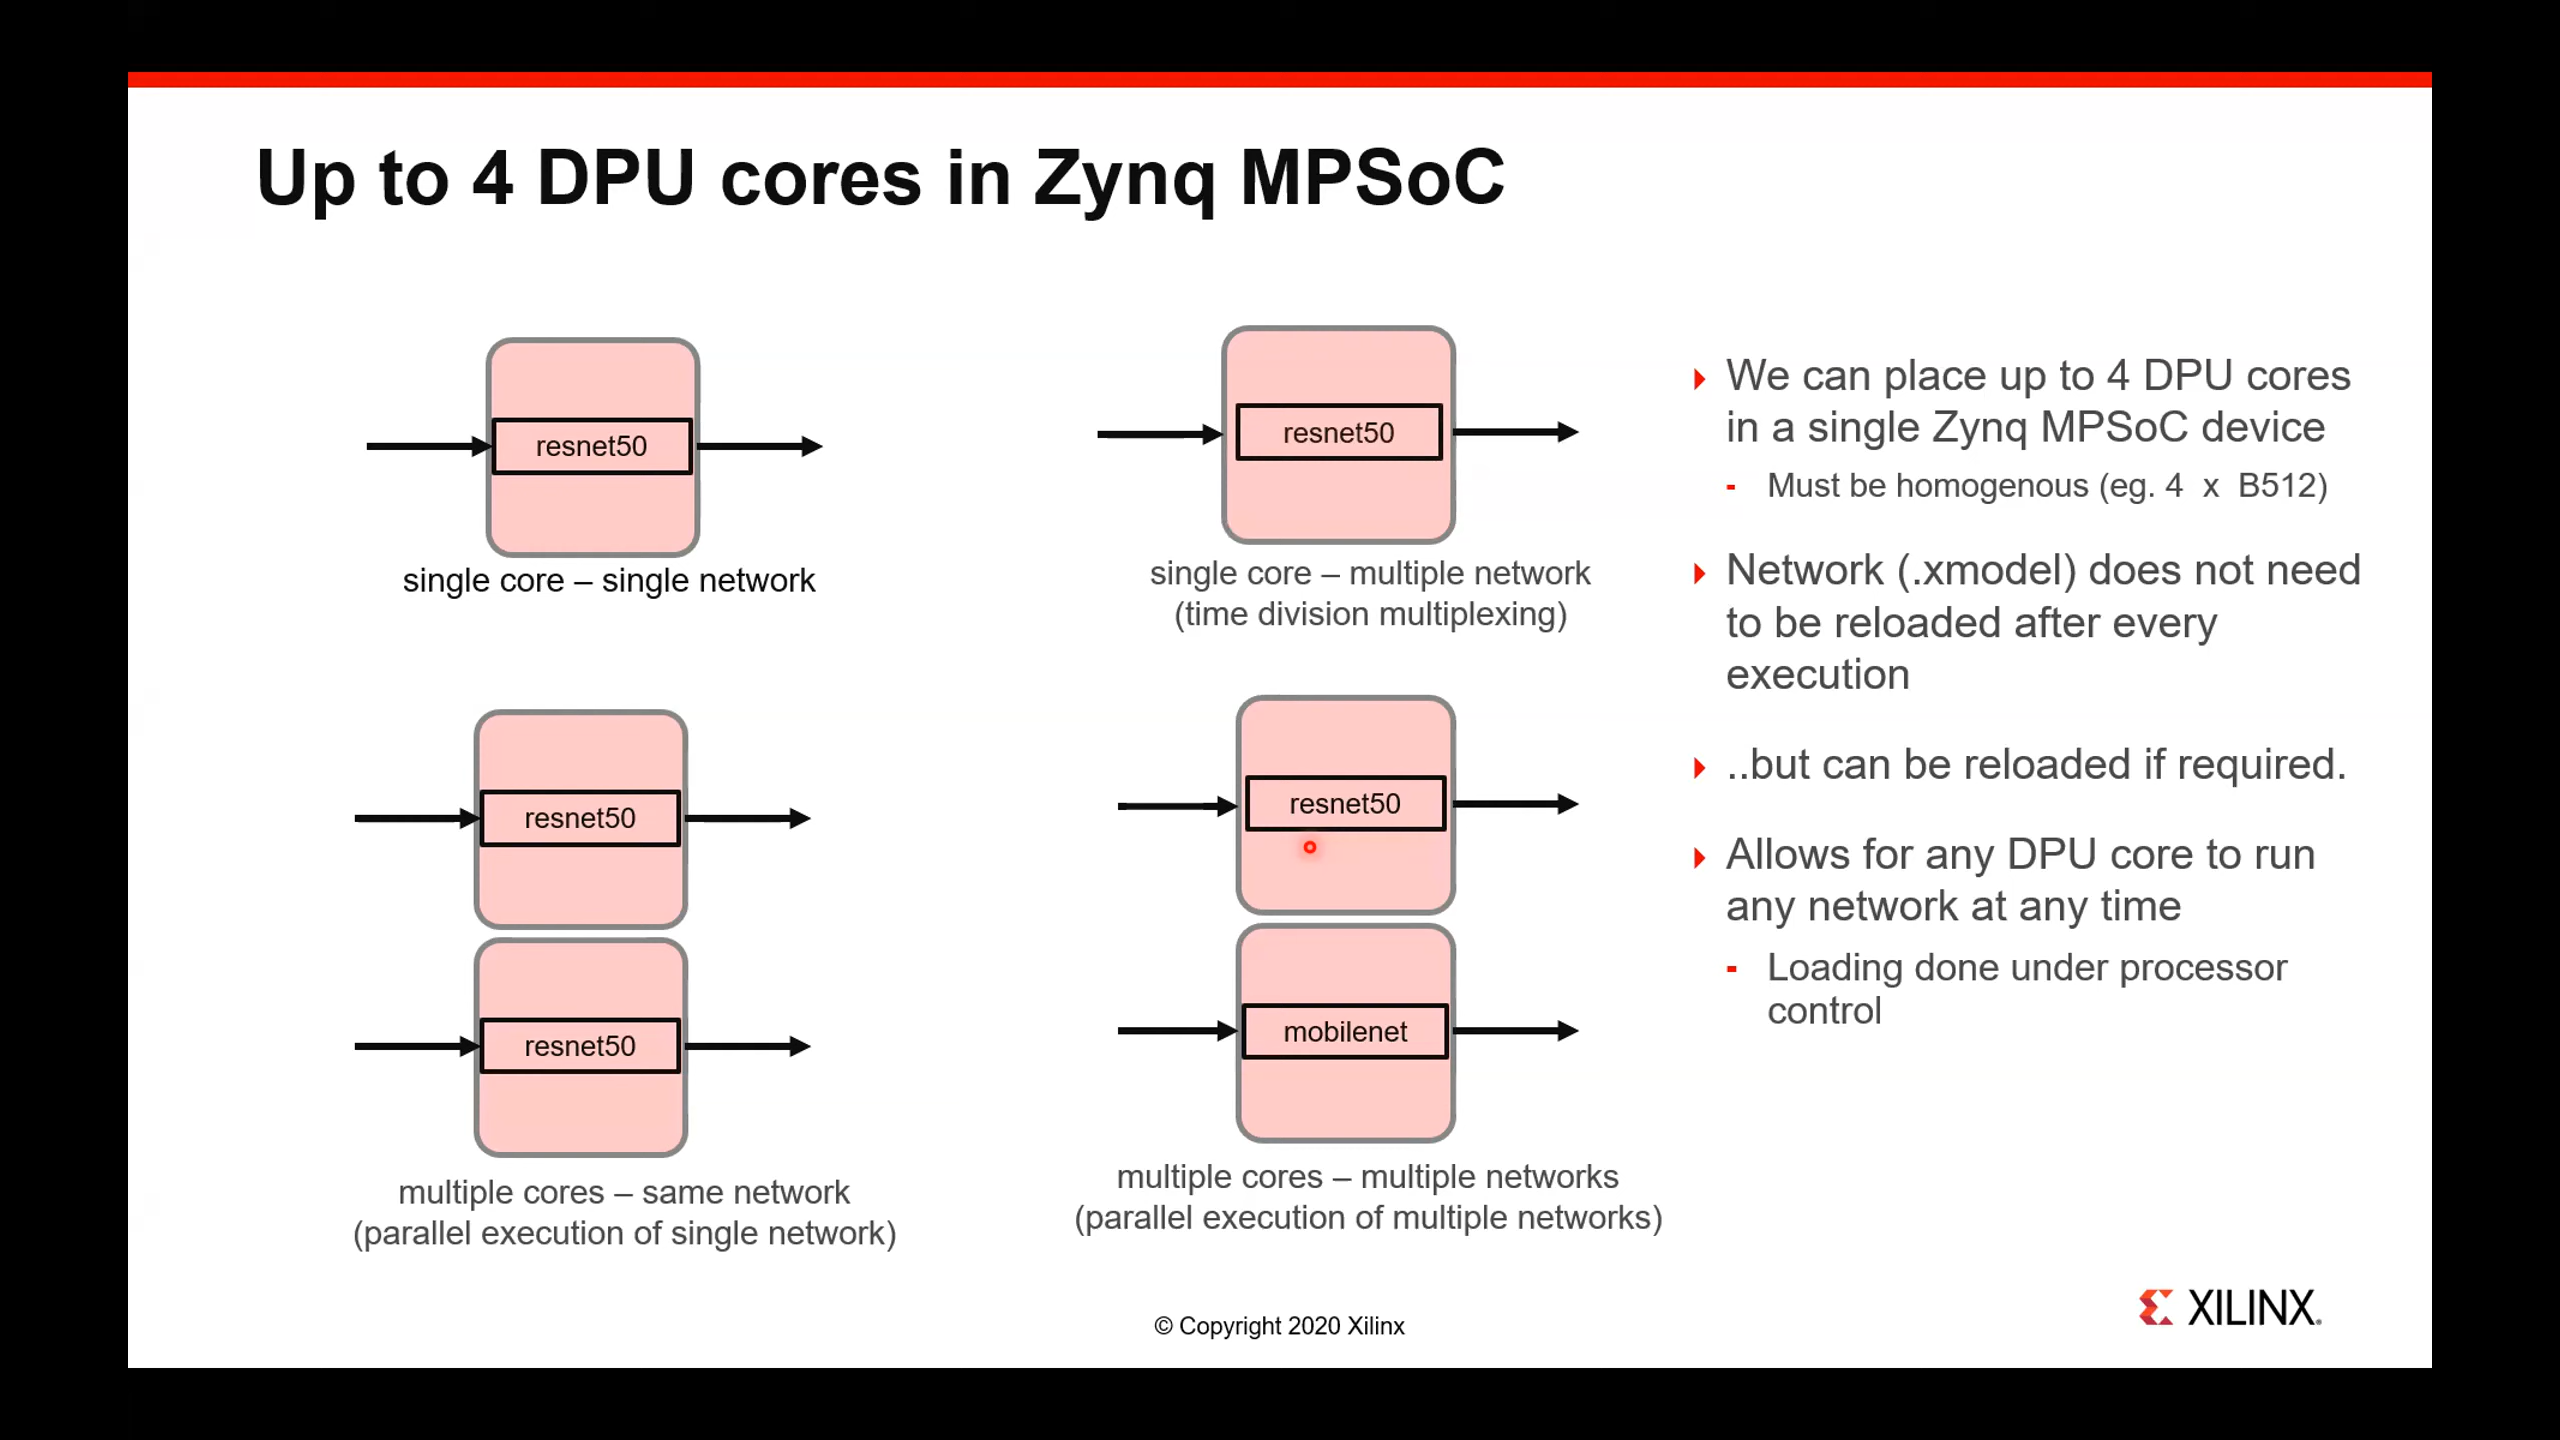 Up to 4 DPU cores in Zynq MPSoC
resnet50
single core – single network
resnet50
single core – multiple network
(time division multiplexing)
resnet50
resnet50
multiple cores – same network
(parallel execution of single network)
resnet50
mobilenet
multiple cores – multiple networks
(parallel execution of multiple networks)
We can place up to 4 DPU cores
in a single Zynq MPSoC device
- Must be homogenous (eg. 4 x B512)
Network (.xmodel) does not need
to be reloaded after every
execution
..but can be reloaded if required.
Allows for any DPU core to run
any network at any time
- Loading done under processor
control
© Copyright 2020 Xilinx
XILINX.